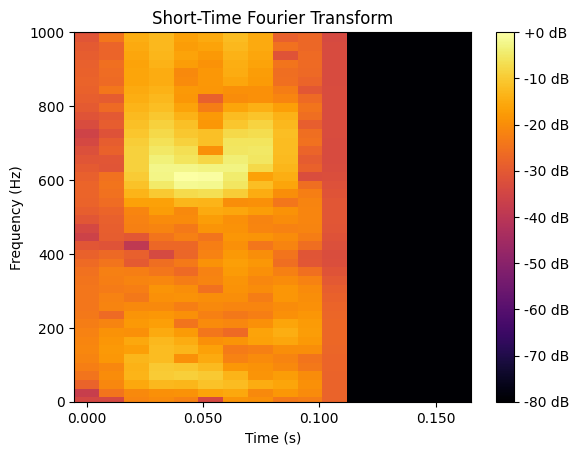 Short-Time Fourier Transform
1000
800
600
400
200
0
Frequency (Hz)
0.000
0.050
0.100
0.150
Time (s)
+0 dB
-10 dB
-20 dB
-30 dB
-40 dB
-50 dB
-60 dB
-70 dB
-80 dB